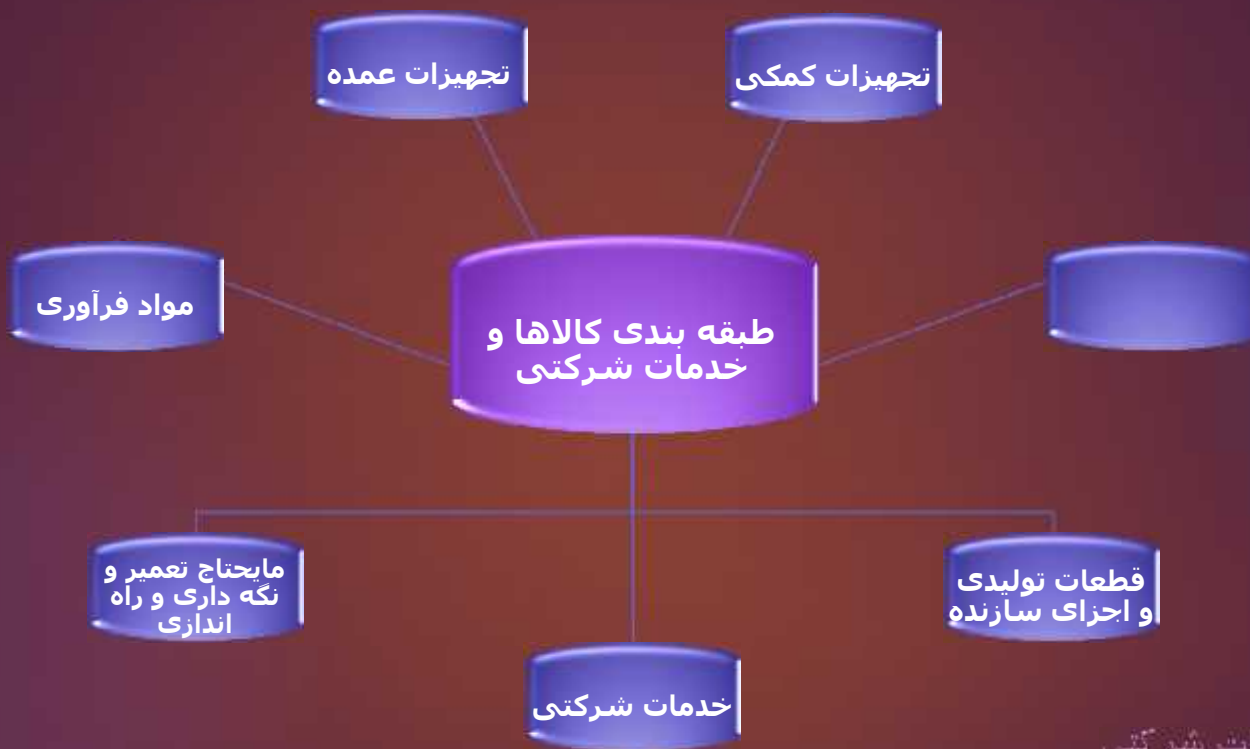 تجهیزات عمده
تجهیزات کمکی
مواد فرآوری
طبقه بندی کالاها و
خدمات شرکتی
مایحتاج تعمیر و
نگه داری و راه
اندازی
قطعات تولیدی
و اجزای سازنده
خدمات شرکتی